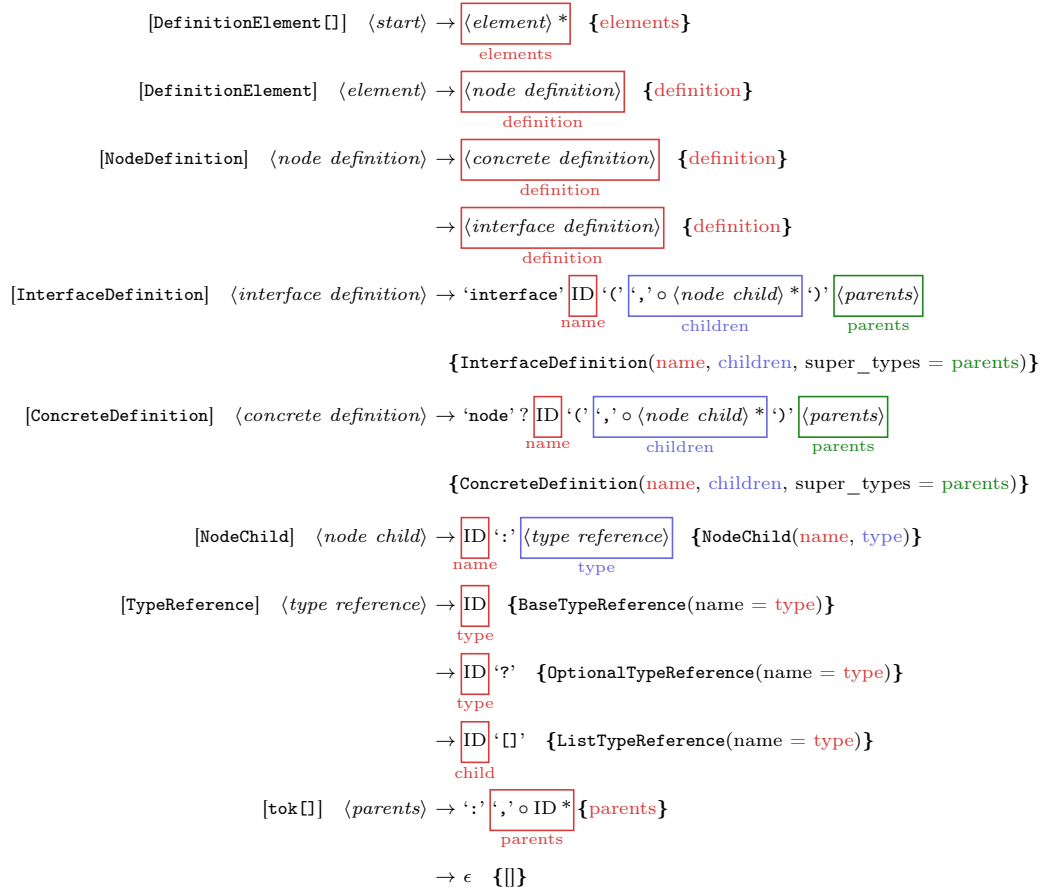 [DefinitionElement[]] ⟨start⟩ → ⟨element⟩ * {elements}
elements
[DefinitionElement] ⟨element⟩ → ⟨node definition⟩ {definition}
definition
[NodeDefinition] ⟨node definition⟩ → ⟨concrete definition⟩ {definition}
definition
→ ⟨interface definition⟩ {definition}
definition
[InterfaceDefinition] ⟨interface definition⟩ → ‘interface’ ID ‘(’ ‘,’ ∘ ⟨node child⟩ * ‘)’ ⟨parents⟩
name children parents
{InterfaceDefinition(name, children, super_types = parents)}
[ConcreteDefinition] ⟨concrete definition⟩ → ‘node’ ? ID ‘(’ ‘,’ ∘ ⟨node child⟩ * ‘)’ ⟨parents⟩
name children parents
{ConcreteDefinition(name, children, super_types = parents)}
[NodeChild] ⟨node child⟩ → ID ‘:’ ⟨type reference⟩ {NodeChild(name, type)}
name type
[TypeReference] ⟨type reference⟩ → ID {BaseTypeReference(name = type)}
type
→ ID ‘?’ {OptionalTypeReference(name = type)}
type
→ ID ‘[]’ {ListTypeReference(name = type)}
child
[tok[]] ⟨parents⟩ → ‘:’ ‘,’ ∘ ID * {parents}
parents
→ ϵ {[]}